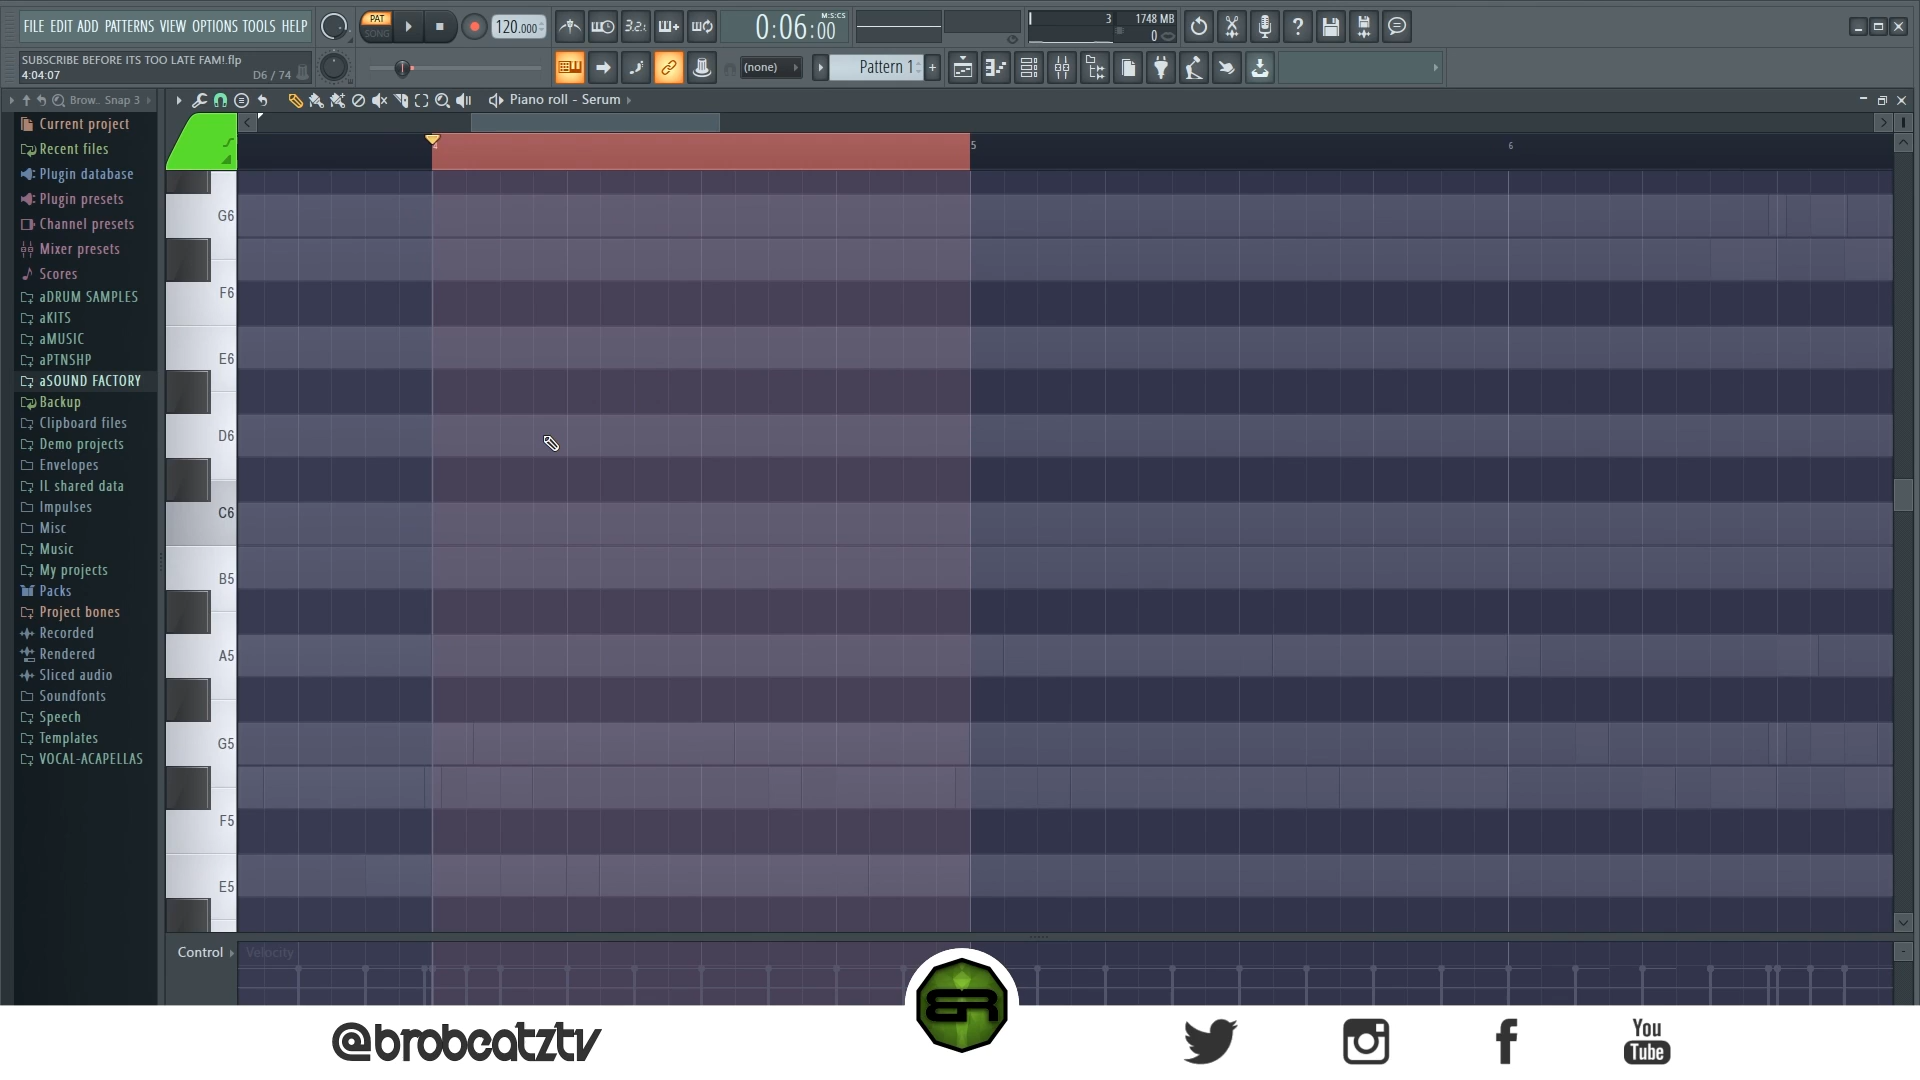 FILE EDIT ADD PATTERNS VIEW OPTIONS TOOLS HELP
PAT
SONG
120.000
3.2.
0:06:00
M:S:CS
3
1748 MB
0
SUBSCRIBE BEFORE ITS TOO LATE FAM!.flp
4:04:07
D6 / 74
(none)
Pattern 1
Brow.. Snap 3
Piano roll - Serum
Current project
Recent files
Plugin database
Plugin presets
Channel presets
Mixer presets
Scores
aDRUM SAMPLES
aKITS
aMUSIC
aPTNSHP
aSOUND FACTORY
Backup
Clipboard files
Demo projects
Envelopes
IL shared data
Impulses
Misc
Music
My projects
Packs
Project bones
Recorded
Rendered
Sliced audio
Soundfonts
Speech
Templates
VOCAL-ACAPELLAS
4
5
6
G6
F6
E6
D6
C6
B5
A5
G5
F5
E5
Control
Velocity
@brobeatztv
BR
You
Tube